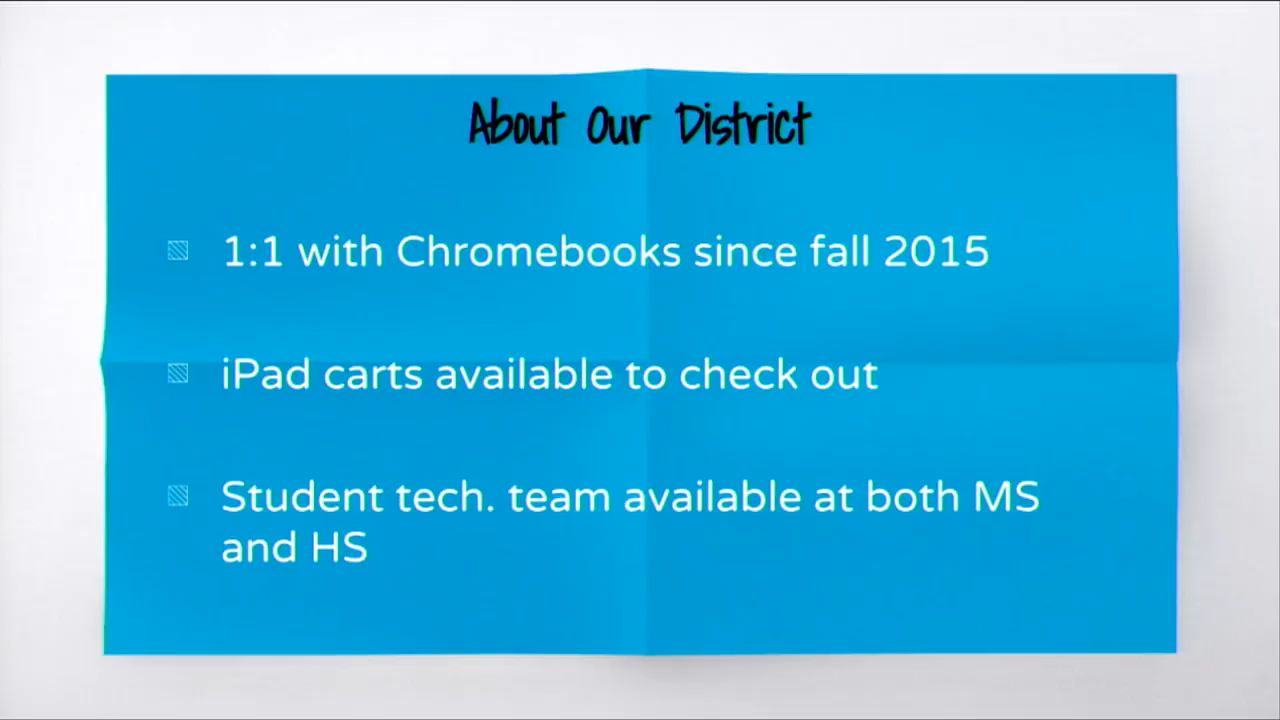 About Our District
1:1 with Chromebooks since fall 2015
iPad carts available to check out
Student tech. team available at both MS
and HS